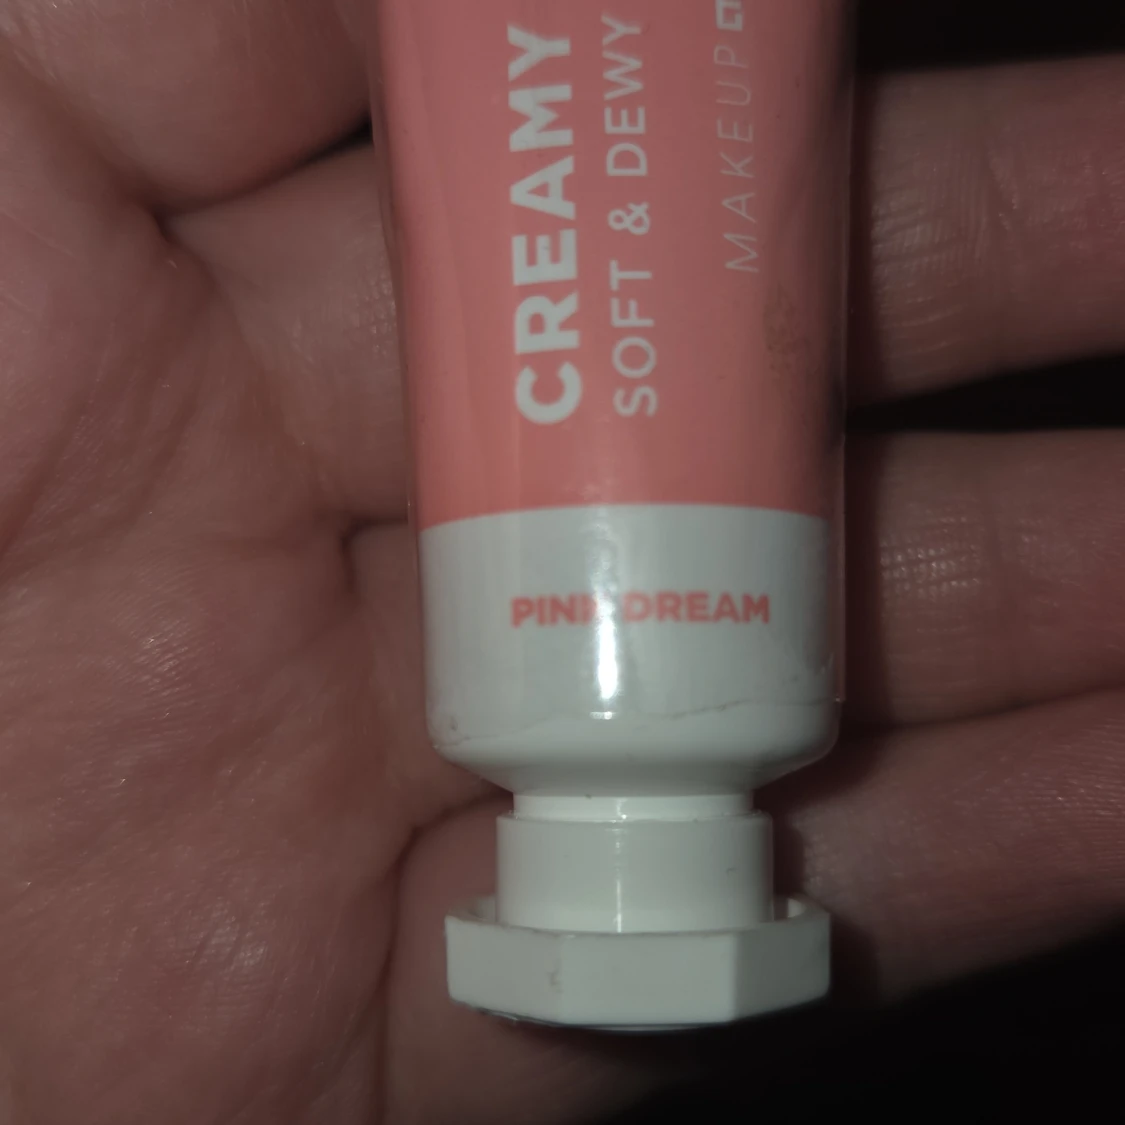 CREAMY
SOFT & DEWY
MAKEUP
PINK DREAM